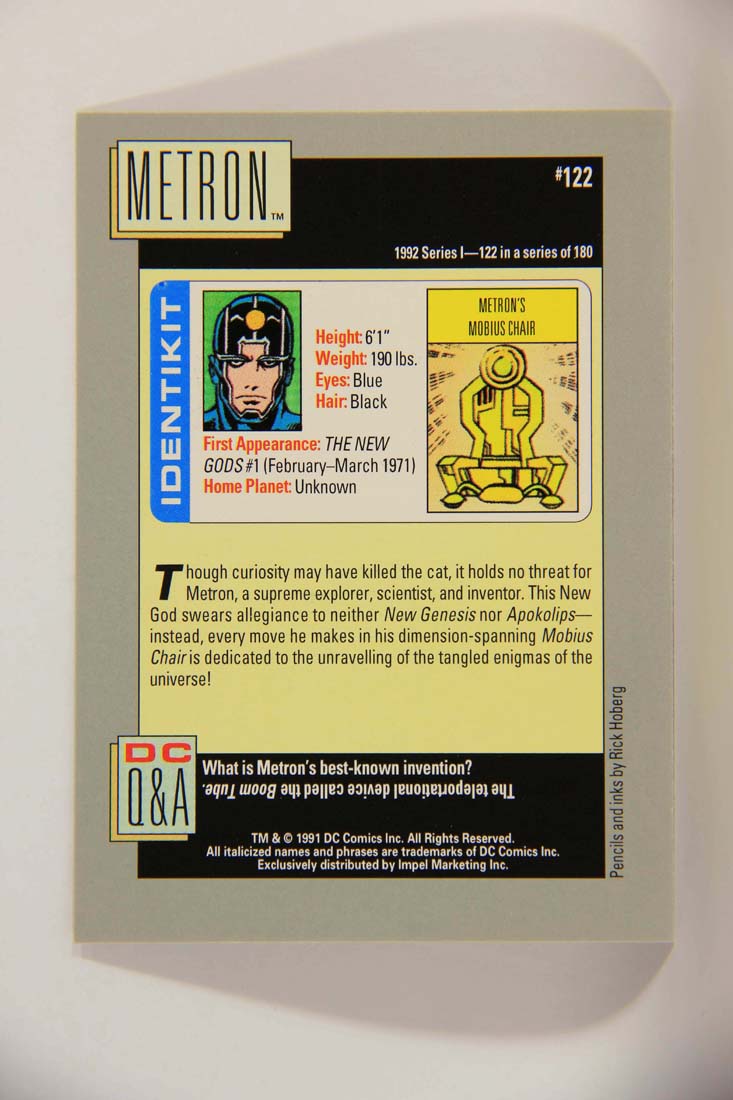 METRON™
#122
1992 Series I—122 in a series of 180
IDENTIKIT
Height: 6'1"
Weight: 190 lbs.
Eyes: Blue
Hair: Black
First Appearance: THE NEW
GODS #1 (February–March 1971)
Home Planet: Unknown
METRON'S
MOBIUS CHAIR
Though curiosity may have killed the cat, it holds no threat for
Metron, a supreme explorer, scientist, and inventor. This New
God swears allegiance to neither New Genesis nor Apokolips—
instead, every move he makes in his dimension-spanning Mobius
Chair is dedicated to the unravelling of the tangled enigmas of the
universe!
DC
Q&A
What is Metron's best-known invention?
The teleportational device called the Boom Tube.
TM & © 1991 DC Comics Inc. All Rights Reserved.
All italicized names and phrases are trademarks of DC Comics Inc.
Exclusively distributed by Impel Marketing Inc.
Pencils and inks by Rick Hoberg